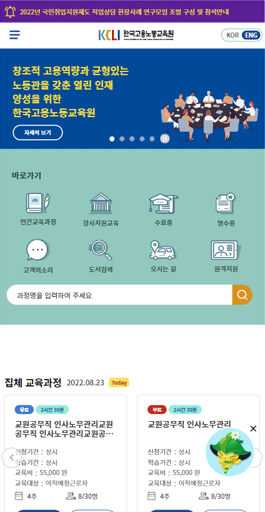 2022년 국민취업지원제도 직업상담 현장사례 연구모임 조별 구성 및 참석안내
KCLI 한국고용노동교육원
KOR ENG
창조적 고용역량과 균형있는
노동관을 갖춘 열린 인재
양성을 위한
한국고용노동교육원
자세히 보기
바로가기
연간교육과정 강사지원교육 수료증 영수증
고객의소리 도서검색 오시는 길 원격지원
과정명을 입력하여 주세요
집체 교육과정 2022.08.23 Today
무료 2시간 30분
교원공무직 인사노무관리교원
공무직 인사노무관리교원공...
신청기간 : 상시
학습기간 : 상시
교육비 : 55,000 원
교육대상 : 이직예정근로자
4주 8/30명
유료 2시간 30분
교원공무직 인사노무관리
신청기간 : 상시
학습기간 : 상시
교육비 : 55,000 원
교육대상 : 이직예정근로자
4주 8/30명